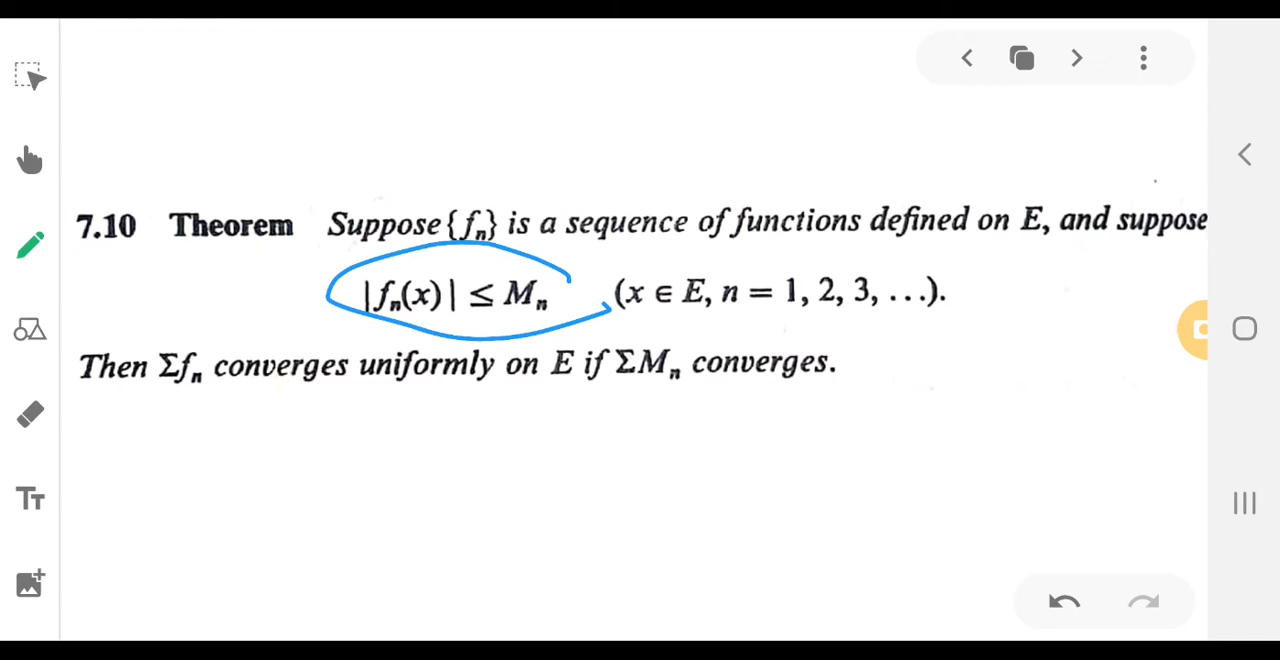 7.10 Theorem Suppose {fₙ} is a sequence of functions defined on E, and suppose
|fₙ(x)| ≤ Mₙ (x ∈ E, n = 1, 2, 3, ...).
Then Σfₙ converges uniformly on E if ΣMₙ converges.
TT